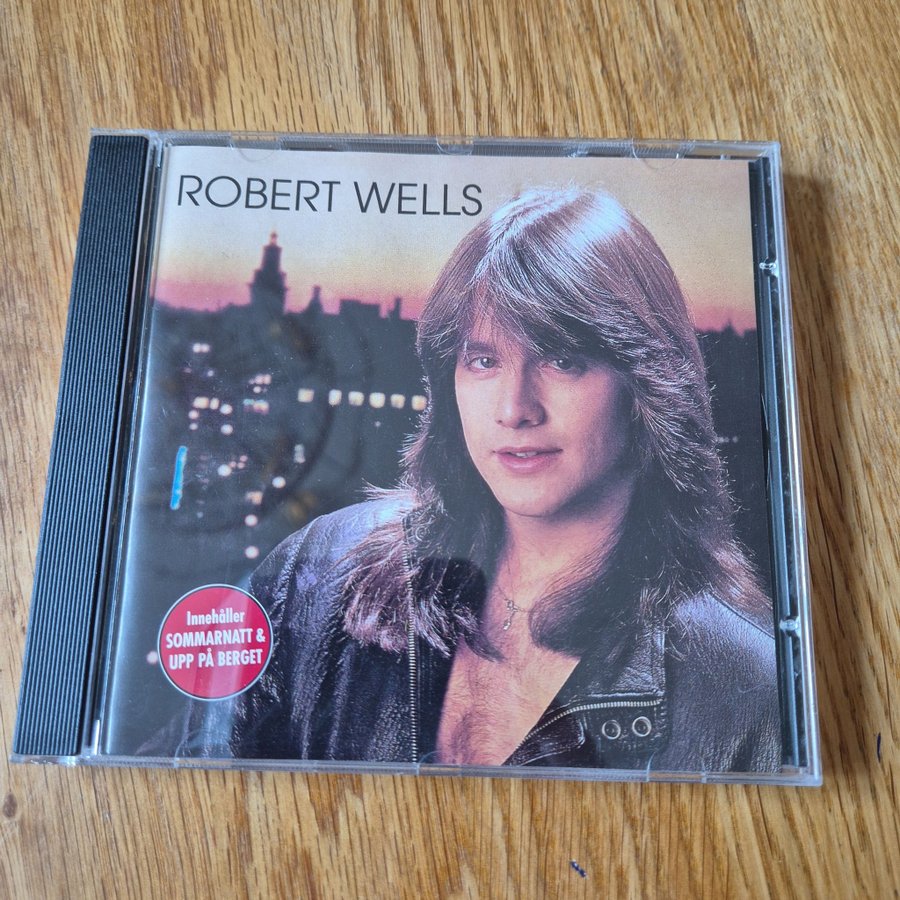 ROBERT WELLS
Innehåller
SOMMARNATT &
UPP PÅ BERGET